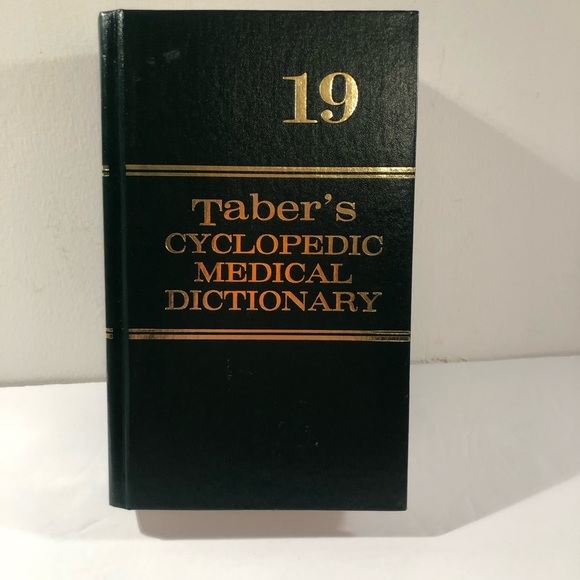 19
Taber's
CYCLOPEDIC
MEDICAL
DICTIONARY